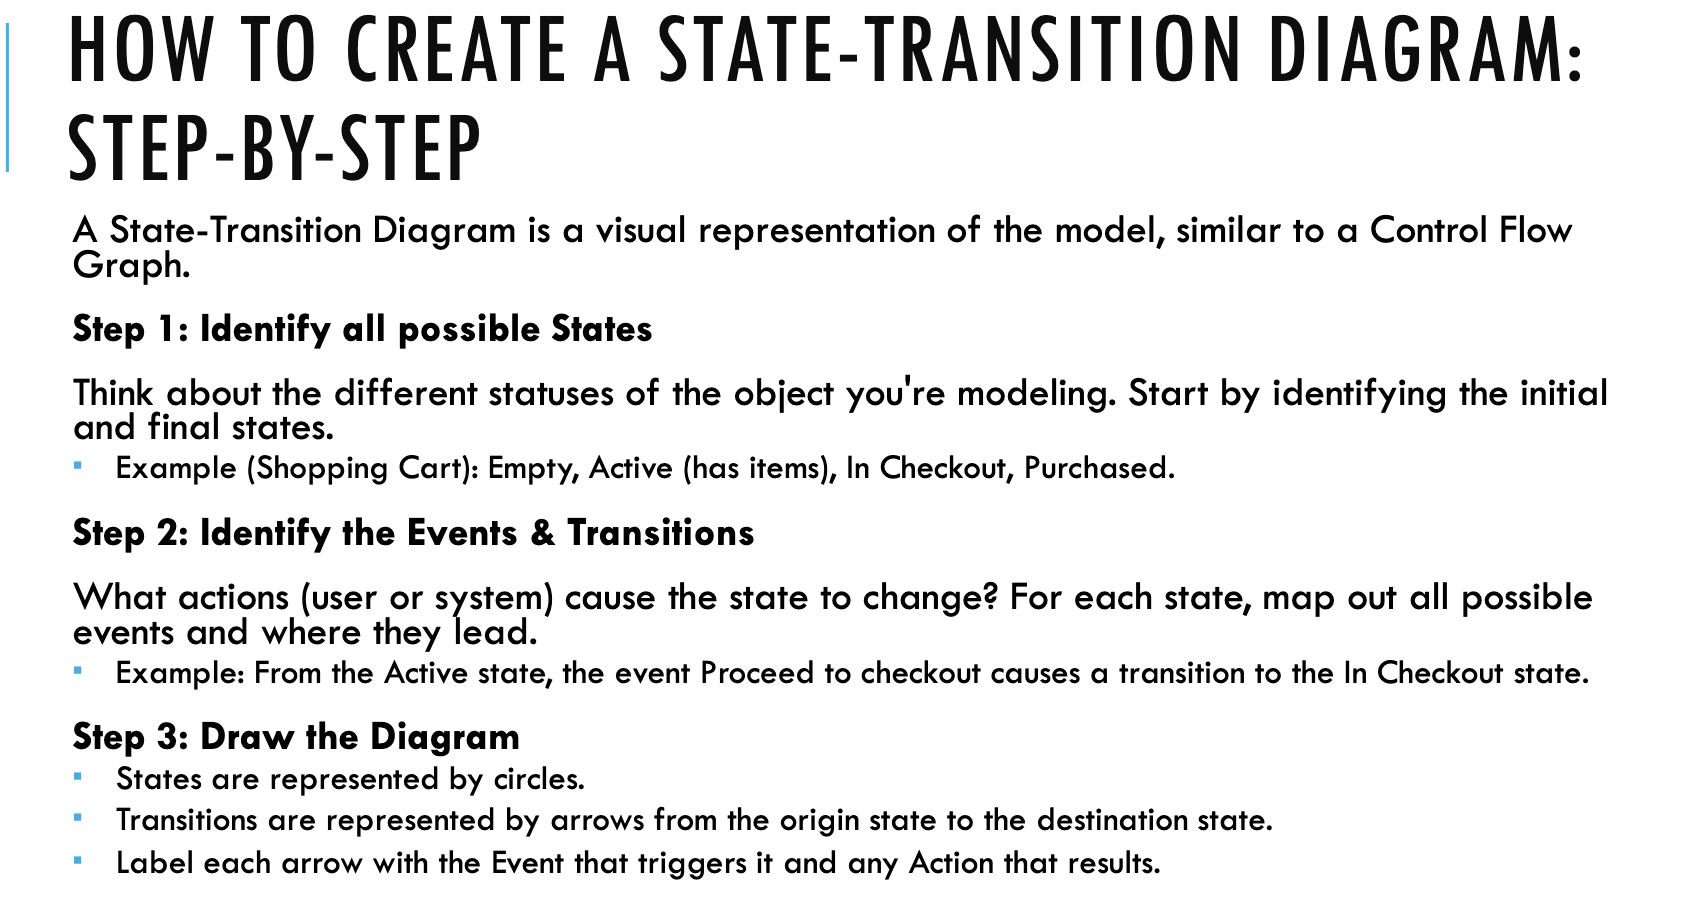 HOW TO CREATE A STATE-TRANSITION DIAGRAM:
STEP-BY-STEP
A State-Transition Diagram is a visual representation of the model, similar to a Control Flow
Graph.
Step 1: Identify all possible States
Think about the different statuses of the object you're modeling. Start by identifying the initial
and final states.
▪ Example (Shopping Cart): Empty, Active (has items), In Checkout, Purchased.
Step 2: Identify the Events & Transitions
What actions (user or system) cause the state to change? For each state, map out all possible
events and where they lead.
▪ Example: From the Active state, the event Proceed to checkout causes a transition to the In Checkout state.
Step 3: Draw the Diagram
▪ States are represented by circles.
▪ Transitions are represented by arrows from the origin state to the destination state.
▪ Label each arrow with the Event that triggers it and any Action that results.